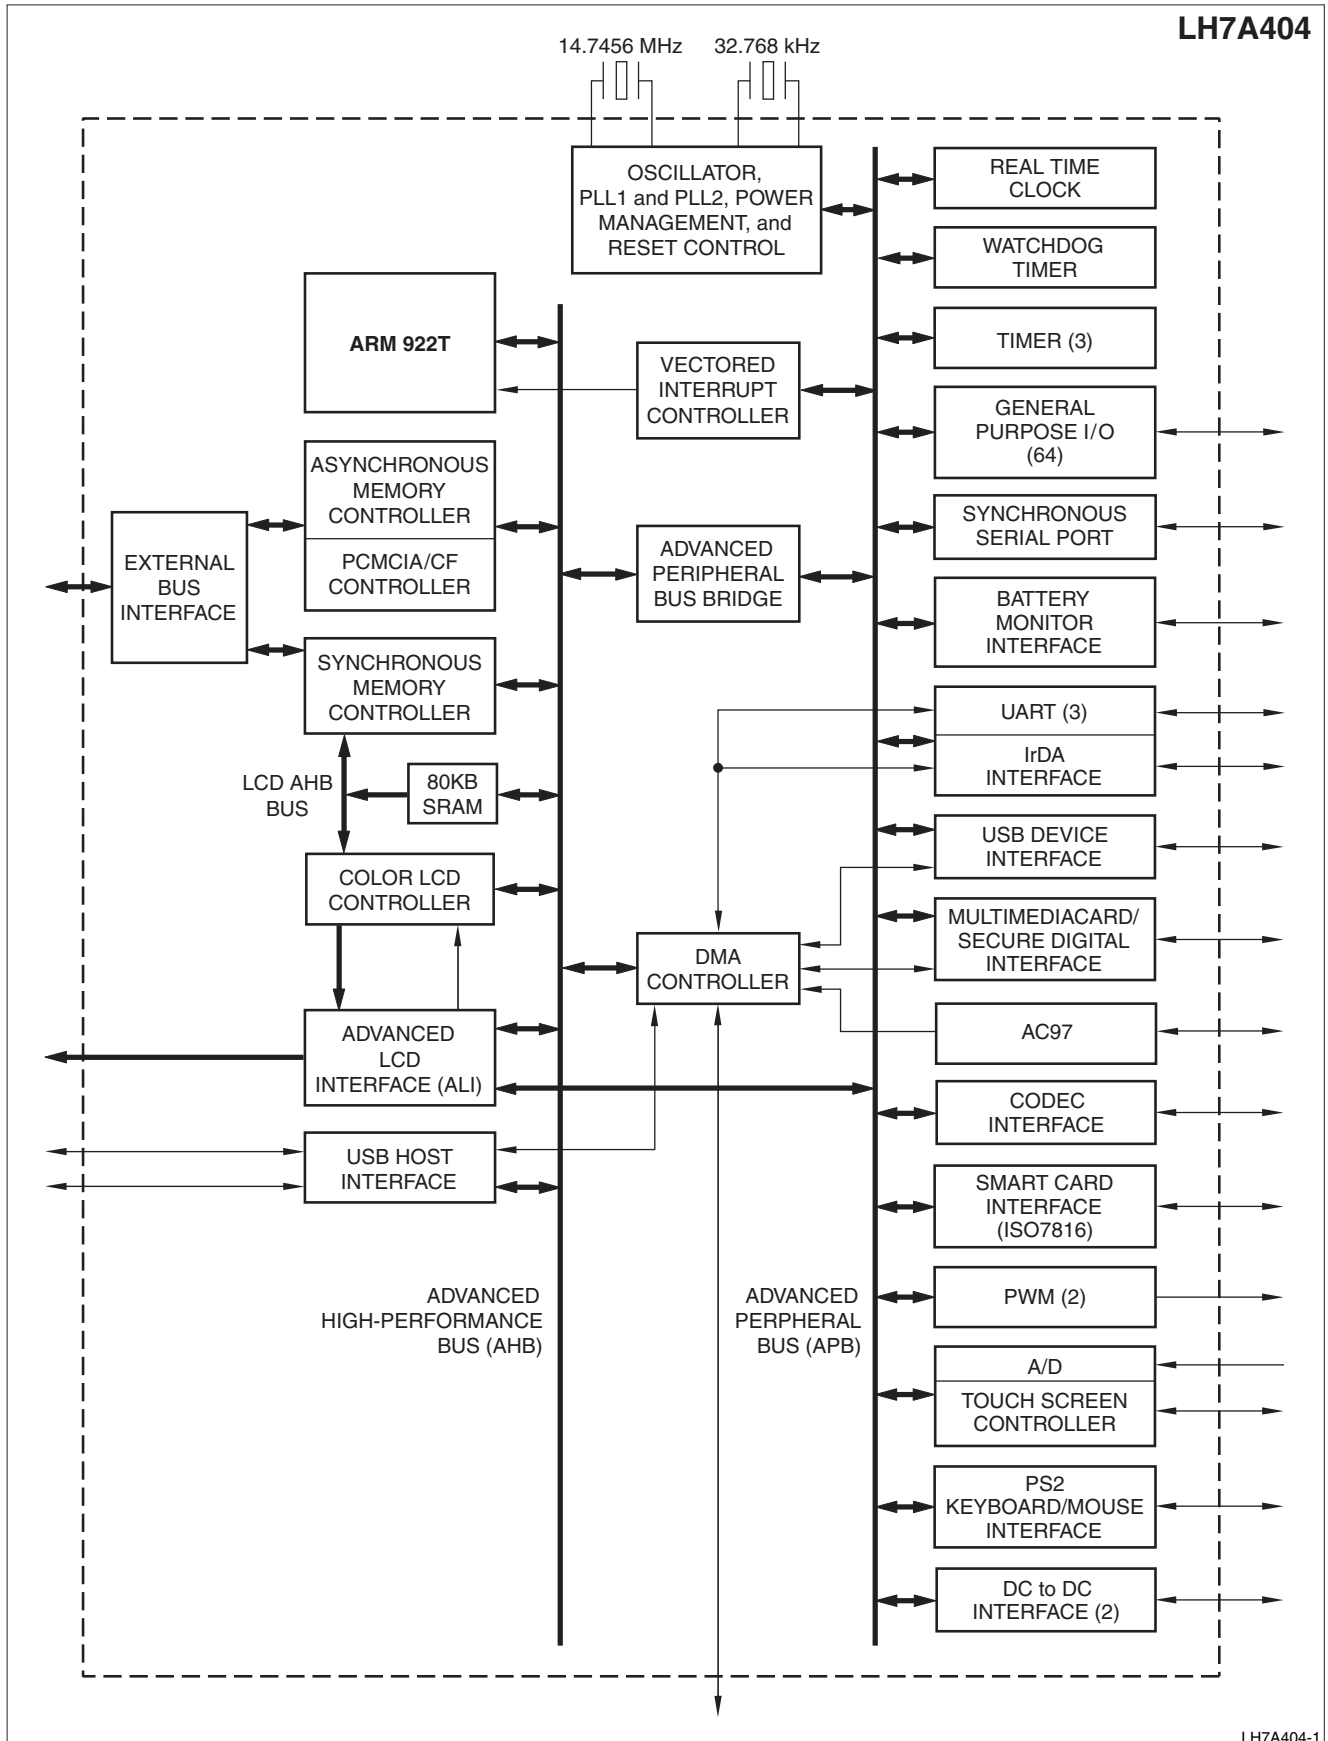 LH7A404
14.7456 MHz
32.768 kHz
OSCILLATOR,
PLL1 and PLL2, POWER
MANAGEMENT, and
RESET CONTROL
REAL TIME
CLOCK
WATCHDOG
TIMER
ARM 922T
TIMER (3)
VECTORED
INTERRUPT
CONTROLLER
GENERAL
PURPOSE I/O
(64)
ASYNCHRONOUS
MEMORY
CONTROLLER
PCMCIA/CF
CONTROLLER
EXTERNAL
BUS
INTERFACE
ADVANCED
PERIPHERAL
BUS BRIDGE
SYNCHRONOUS
SERIAL PORT
BATTERY
MONITOR
INTERFACE
SYNCHRONOUS
MEMORY
CONTROLLER
UART (3)
IrDA
INTERFACE
LCD AHB
BUS
80KB
SRAM
USB DEVICE
INTERFACE
COLOR LCD
CONTROLLER
MULTIMEDIACARD/
SECURE DIGITAL
INTERFACE
DMA
CONTROLLER
AC97
ADVANCED
LCD
INTERFACE (ALI)
CODEC
INTERFACE
USB HOST
INTERFACE
SMART CARD
INTERFACE
(ISO7816)
ADVANCED
HIGH-PERFORMANCE
BUS (AHB)
ADVANCED
PERPHERAL
BUS (APB)
PWM (2)
A/D
TOUCH SCREEN
CONTROLLER
PS2
KEYBOARD/MOUSE
INTERFACE
DC to DC
INTERFACE (2)
LH7A404-1